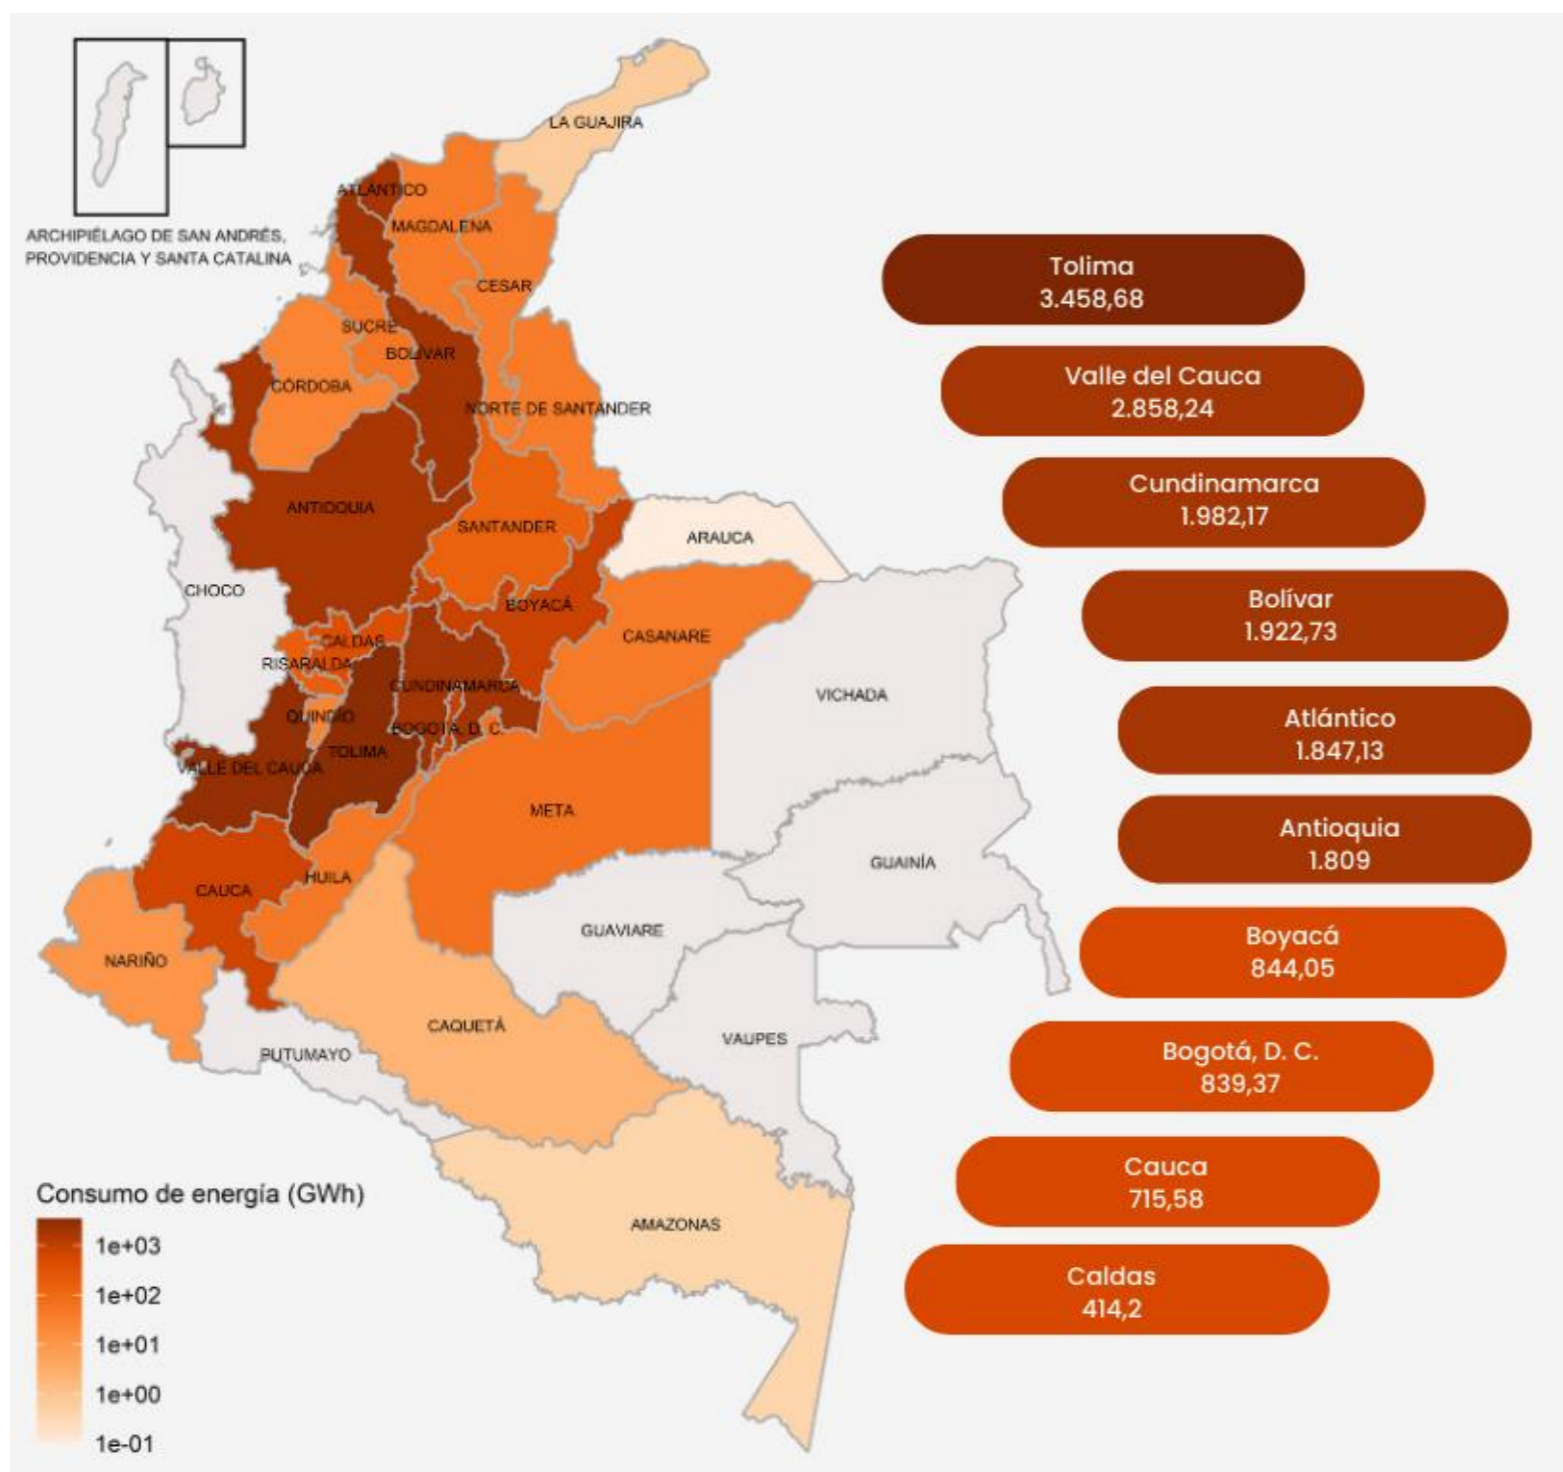 LA GUAJIRA
ATLÁNTICO
MAGDALENA
ARCHIPIÉLAGO DE SAN ANDRÉS,
PROVIDENCIA Y SANTA CATALINA
CESAR
SUCRE
BOLÍVAR
CÓRDOBA
NORTE DE SANTANDER
ANTIOQUIA
SANTANDER
ARAUCA
CHOCO
BOYACÁ
CASANARE
CALDAS
RISARALDA
CUNDINAMARCA
VICHADA
QUINDÍO
BOGOTÁ, D. C.
TOLIMA
VALLE DEL CAUCA
META
GUAINÍA
HUILA
CAUCA
GUAVIARE
NARIÑO
CAQUETÁ
VAUPES
PUTUMAYO
AMAZONAS
Tolima
3.458,68
Valle del Cauca
2.858,24
Cundinamarca
1.982,17
Bolívar
1.922,73
Atlántico
1.847,13
Antioquia
1.809
Boyacá
844,05
Bogotá, D. C.
839,37
Cauca
715,58
Caldas
414,2
Consumo de energía (GWh)
1e+03
1e+02
1e+01
1e+00
1e-01